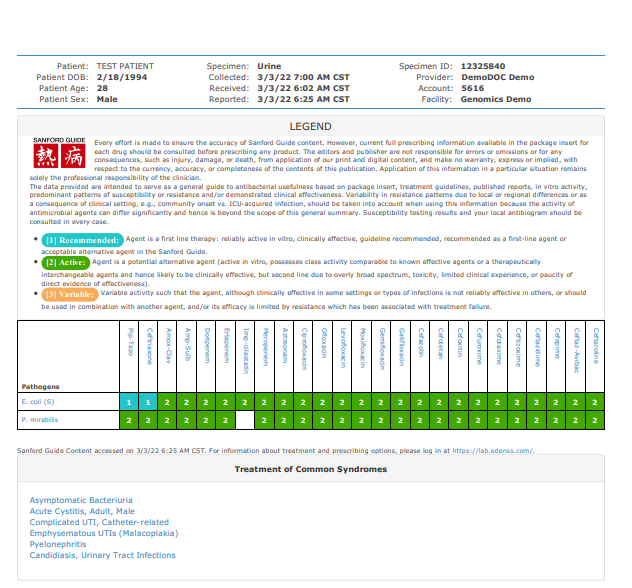 Patient: TEST PATIENT Specimen: Urine Specimen ID: 12325840
Patient DOB: 2/18/1994 Collected: 3/3/22 7:00 AM CST Provider: DemoDOC Demo
Patient Age: 28 Received: 3/3/22 6:02 AM CST Account: 5616
Patient Sex: Male Reported: 3/3/22 6:25 AM CST Facility: Genomics Demo
LEGEND
SANFORD GUIDE
熱 病
Every effort is made to ensure the accuracy of Sanford Guide content. However, current full prescribing information available in the package insert for
each drug should be consulted before prescribing any product. The editors and publisher are not responsible for errors or omissions or for any
consequences, such as injury, damage, or death, from application of our print and digital content, and make no warranty, express or implied, with
respect to the currency, accuracy, or completeness of the contents of this publication. Application of this information in a particular situation remains
solely the professional responsibility of the clinician.
The data provided are intended to serve as a general guide to antibacterial usefulness based on package insert, treatment guidelines, published reports, in vitro activity,
predominant patterns of susceptibility or resistance and/or demonstrated clinical effectiveness. Variability in resistance patterns due to local or regional differences or as
a consequence of clinical setting, e.g., community onset vs. ICU-acquired infection, should be taken into account when using this information because the activity of
antimicrobial agents can differ significantly and hence is beyond the scope of this general summary. Susceptibility testing results and your local antibiogram should be
consulted in every case.
• [1] Recommended: Agent is a first line therapy: reliably active in vitro, clinically effective, guideline recommended, recommended as a first-line agent or
acceptable alternative agent in the Sanford Guide.
• [2] Active: Agent is a potential alternative agent (active in vitro, possesses class activity comparable to known effective agents or a therapeutically
interchangeable agents and hence likely to be clinically effective, but second line due to overly broad spectrum, toxicity, limited clinical experience, or paucity of
direct evidence of effectiveness).
• [3] Variable: Variable activity such that the agent, although clinically effective in some settings or types of infections is not reliably effective in others, or should
be used in combination with another agent, and/or its efficacy is limited by resistance which has been associated with treatment failure.
Pathogens Pip-Tazo Ceftriaxone Amox-Clav Amp-Sulb Doripenem Ertapenem Imp-cilastatin Meropenem Aztreonam Ciprofloxacin Ofloxacin Levofloxacin Moxifloxacin Gemifloxacin Gatifloxacin Cefazolin Cefotetan Cefoxitin Cefuroxime Cefotaxime Ceftizoxime Ceftazidime Cefepime Ceftaz-Avibac Ceftaroline
E. coli (S) 1 1 2 2 2 2 2 2 2 2 2 2 2 2 2 2 2 2 2 2 2 2 2 2 2
P. mirabilis 2 2 2 2 2 2 2 2 2 2 2 2 2 2 2 2 2 2 2 2 2 2 2 2
Sanford Guide Content accessed on 3/3/22 6:25 AM CST. For information about treatment and prescribing options, please log in at https://lab.edenss.com/.
Treatment of Common Syndromes
Asymptomatic Bacteriuria
Acute Cystitis, Adult, Male
Complicated UTI, Catheter-related
Emphysematous UTIs (Malacoplakia)
Pyelonephritis
Candidiasis, Urinary Tract Infections